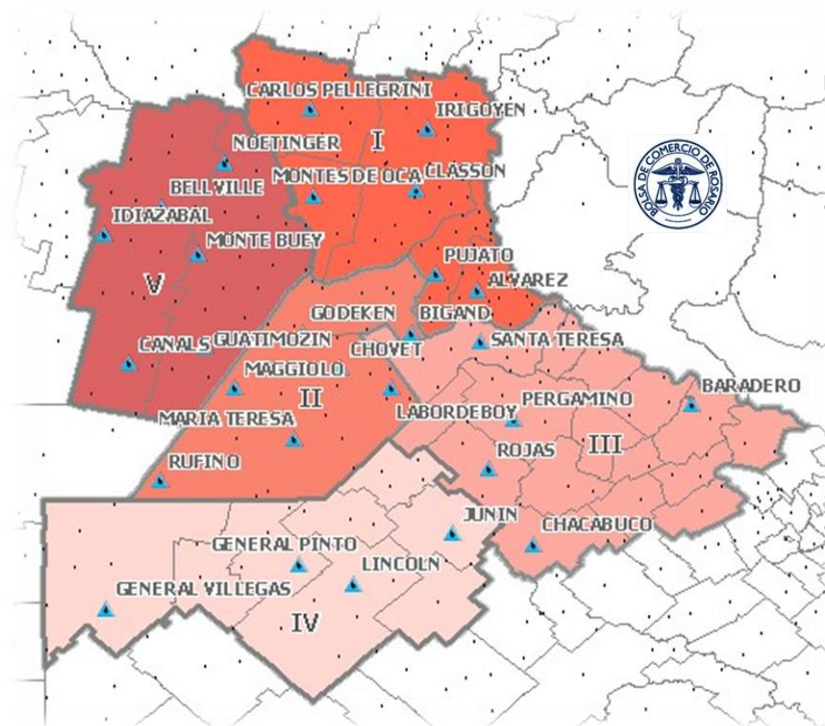 CARLOS PELLEGRINI
IRIGOYEN
I
NOETINGER
CLASSON
BELLVILLE
MONTES DE OCA
BOLSA DE COMERCIO DE ROSARIO
IDIAZABAL
MONTE BUEY
PUJATO
V
ALVAREZ
GODEKEN
BIGAND
CANALS
GUATIMOZIN
CHOVET
SANTA TERESA
MAGGIOLO
BARADERO
II
LABORDEBOY
PERGAMINO
MARIA TERESA
III
RUFINO
ROJAS
JUNIN
CHACABUCO
GENERAL PINTO
LINCOLN
GENERAL VILLEGAS
IV